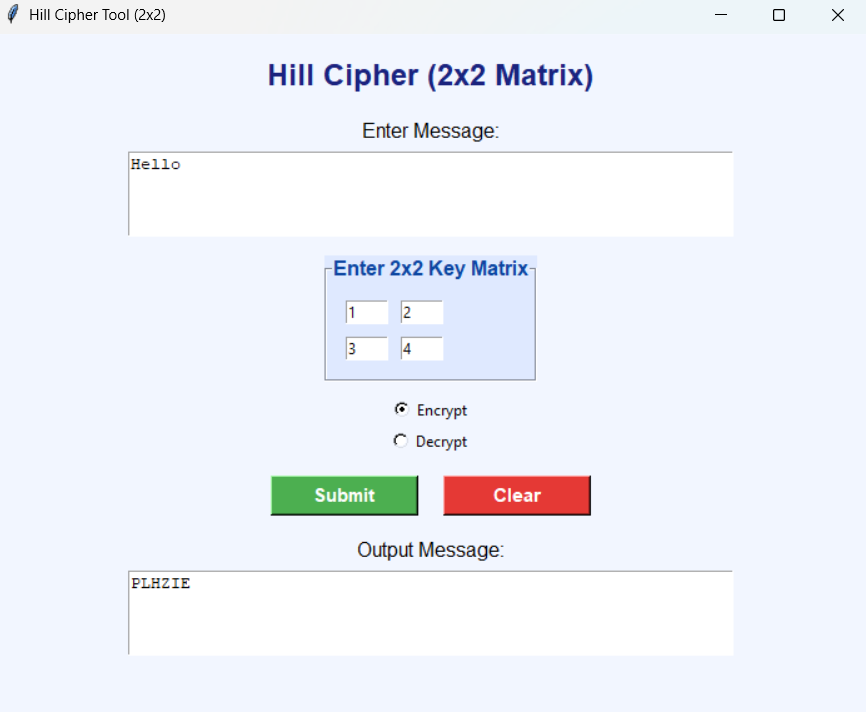 Hill Cipher Tool (2x2)
Hill Cipher (2x2 Matrix)
Enter Message:
Hello
Enter 2x2 Key Matrix
1 2
3 4
Encrypt
Decrypt
Submit Clear
Output Message:
PLHZIE